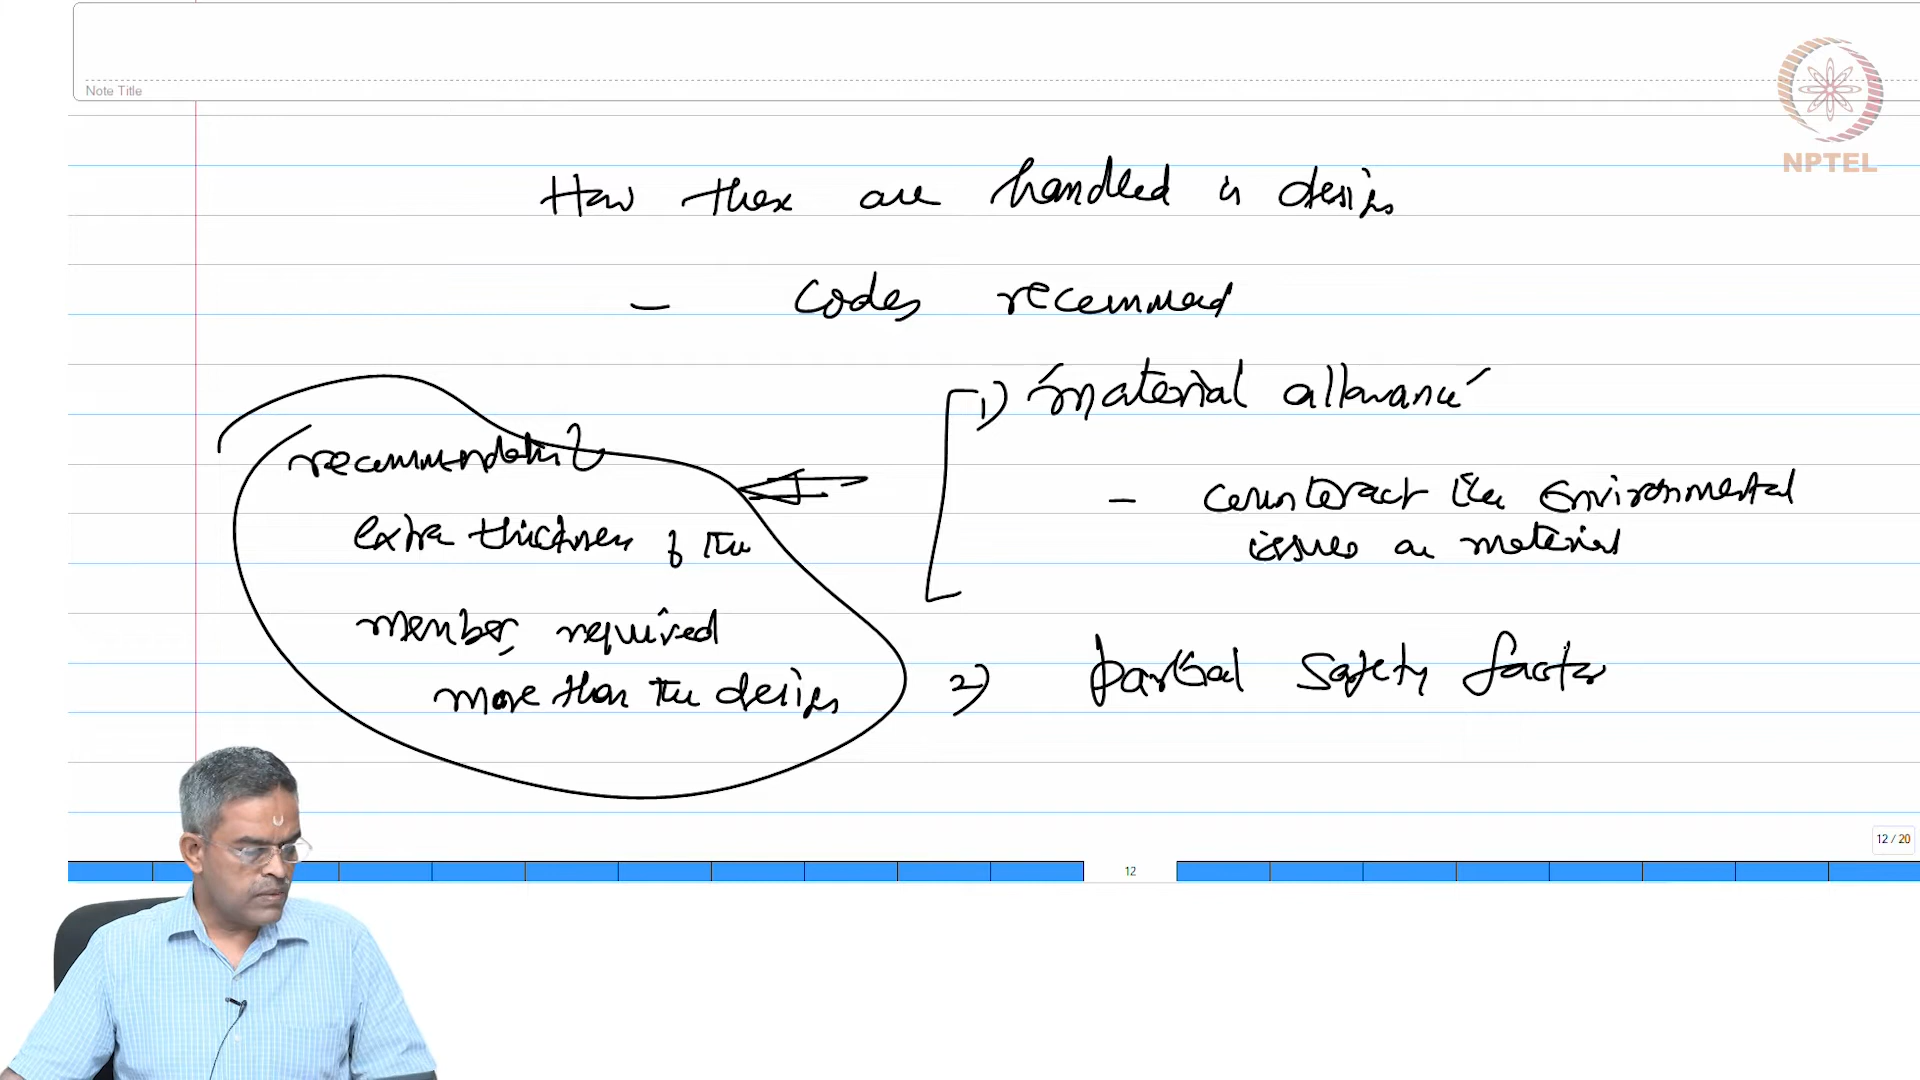 Note Title
NPTEL
How these are handled in design
- codes recommend
1) 'material allowance'
- counteract the environmental
issues on material
recommendation
extra thickness of the
member, required
more than the design
2) partial safety factor
12 / 20
12